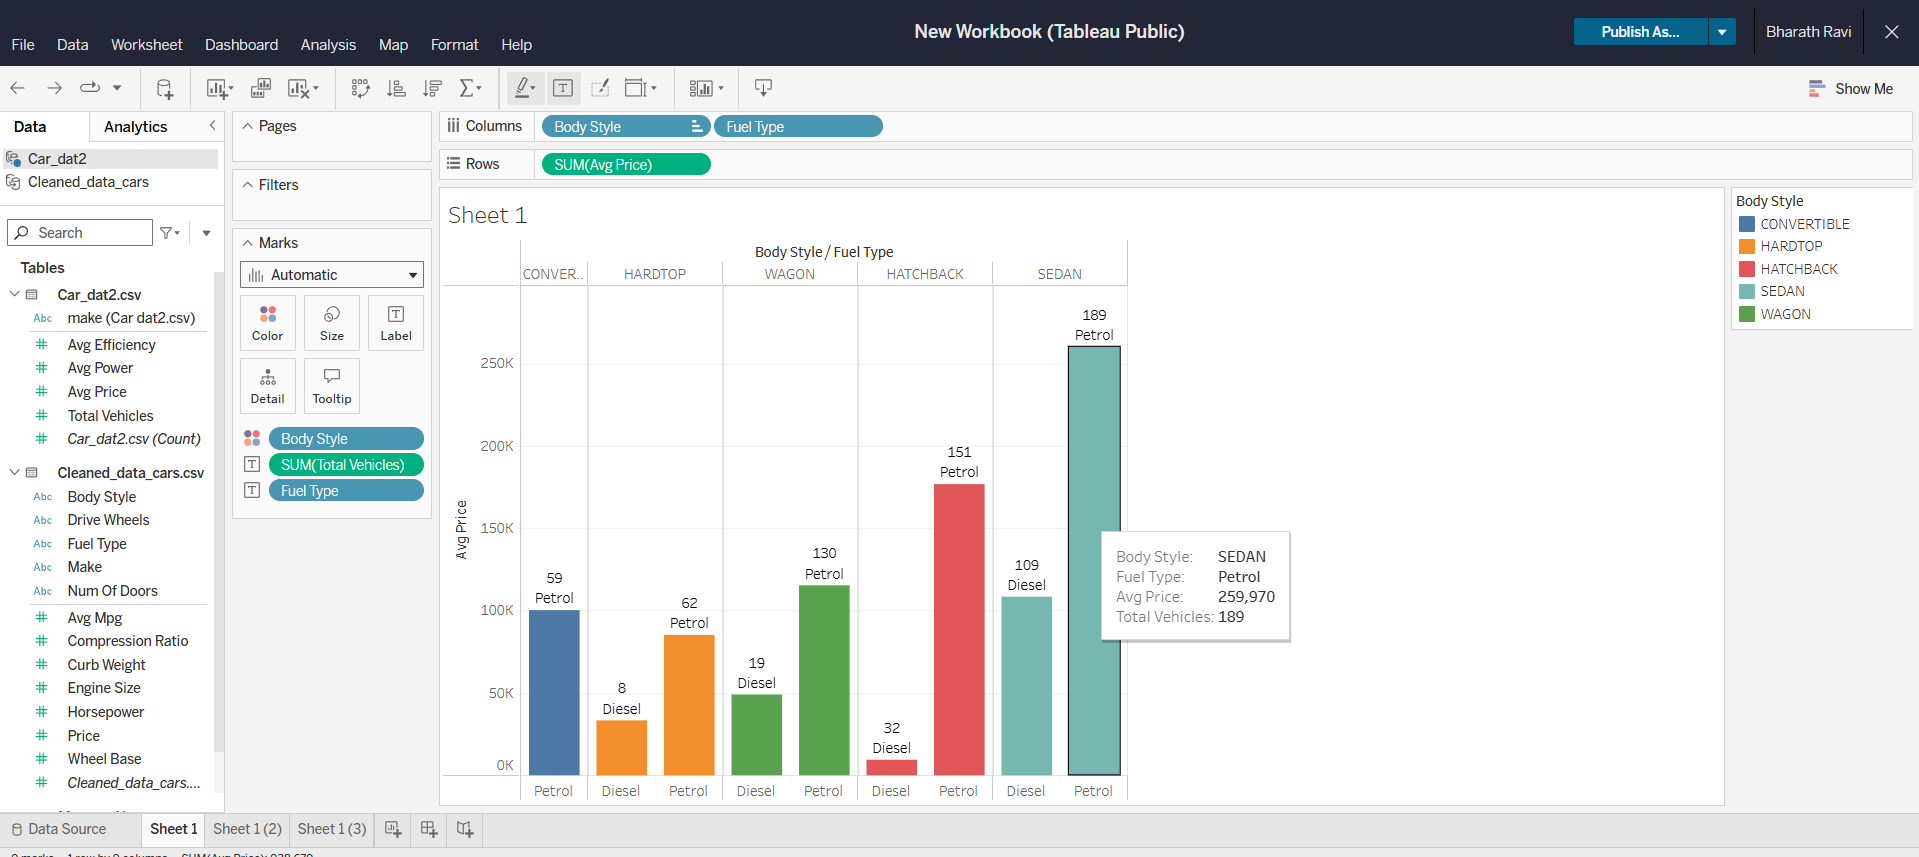 New Workbook (Tableau Public)
Publish As...
Bharath Ravi
File Data Worksheet Dashboard Analysis Map Format Help
Show Me
Data Analytics
Car_dat2
Cleaned_data_cars
Search
Tables
Car_dat2.csv
Abc make (Car dat2.csv)
Avg Efficiency
Avg Power
Avg Price
Total Vehicles
Car_dat2.csv (Count)
Cleaned_data_cars.csv
Abc Body Style
Abc Drive Wheels
Abc Fuel Type
Abc Make
Abc Num Of Doors
Avg Mpg
Compression Ratio
Curb Weight
Engine Size
Horsepower
Price
Wheel Base
Cleaned_data_cars....
Pages
Filters
Marks
Automatic
Color Size Label
Detail Tooltip
Body Style
SUM(Total Vehicles)
Fuel Type
Columns Body Style Fuel Type
Rows SUM(Avg Price)
Sheet 1
Body Style / Fuel Type
CONVER.. HARDTOP WAGON HATCHBACK SEDAN
Avg Price
250K
200K
150K
100K
50K
0K
59
Petrol
8
Diesel
62
Petrol
19
Diesel
130
Petrol
32
Diesel
151
Petrol
109
Diesel
189
Petrol
Petrol Diesel Petrol Diesel Petrol Diesel Petrol Diesel Petrol
Body Style: SEDAN
Fuel Type: Petrol
Avg Price: 259,970
Total Vehicles: 189
Body Style
CONVERTIBLE
HARDTOP
HATCHBACK
SEDAN
WAGON
Data Source Sheet 1 Sheet 1 (2) Sheet 1 (3)